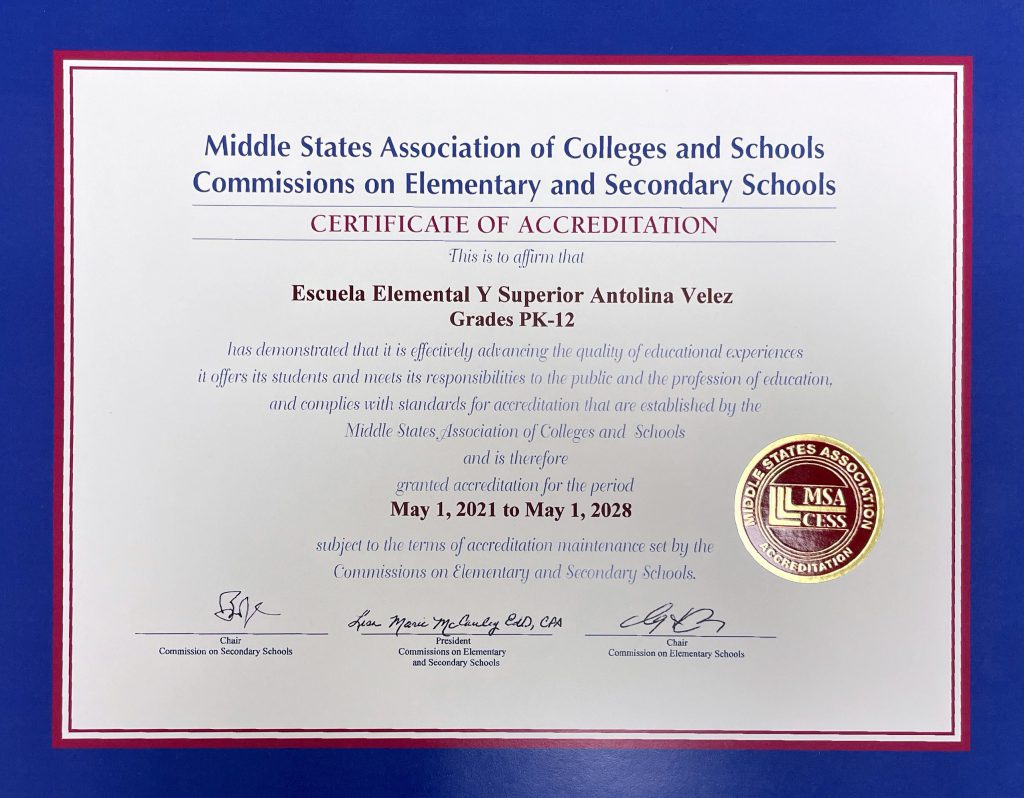 Middle States Association of Colleges and Schools
Commissions on Elementary and Secondary Schools
CERTIFICATE OF ACCREDITATION
This is to affirm that
Escuela Elemental Y Superior Antolina Velez
Grades PK-12
has demonstrated that it is effectively advancing the quality of educational experiences
it offers its students and meets its responsibilities to the public and the profession of education,
and complies with standards for accreditation that are established by the
Middle States Association of Colleges and Schools
and is therefore
granted accreditation for the period
May 1, 2021 to May 1, 2028
subject to the terms of accreditation maintenance set by the
Commissions on Elementary and Secondary Schools.
MIDDLE STATES ASSOCIATION
MSA
CESS
ACCREDITATION
Lisa Marie McCauley EdD, CPA
Chair
Commission on Secondary Schools
President
Commissions on Elementary
and Secondary Schools
Chair
Commission on Elementary Schools